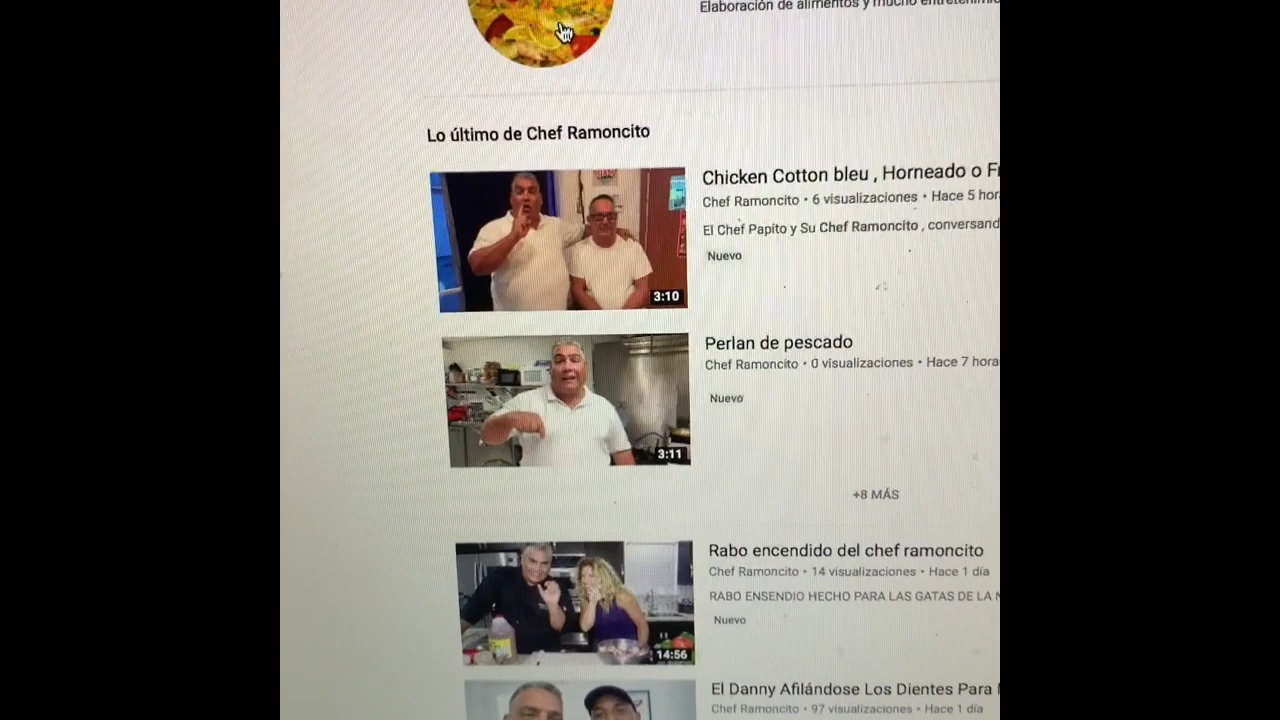 Elaboración de alimentos y mucho
Lo último de Chef Ramoncito
Chicken Cotton bleu , Horneado o F
Chef Ramoncito • 6 visualizaciones • Hace 5 hor
El Chef Papito y Su Chef Ramoncito , conversand
Nuevo
3:10
Perlan de pescado
Chef Ramoncito • 0 visualizaciones • Hace 7 hora
Nuevo
3:11
+8 MÁS
Rabo encendido del chef ramoncito
Chef Ramoncito • 14 visualizaciones • Hace 1 día
RABO ENSENDIO HECHO PARA LAS GATAS DE LA
Nuevo
14:56
El Danny Afilándose Los Dientes Para
Chef Ramoncito • 97 visualizaciones • Hace 1 día